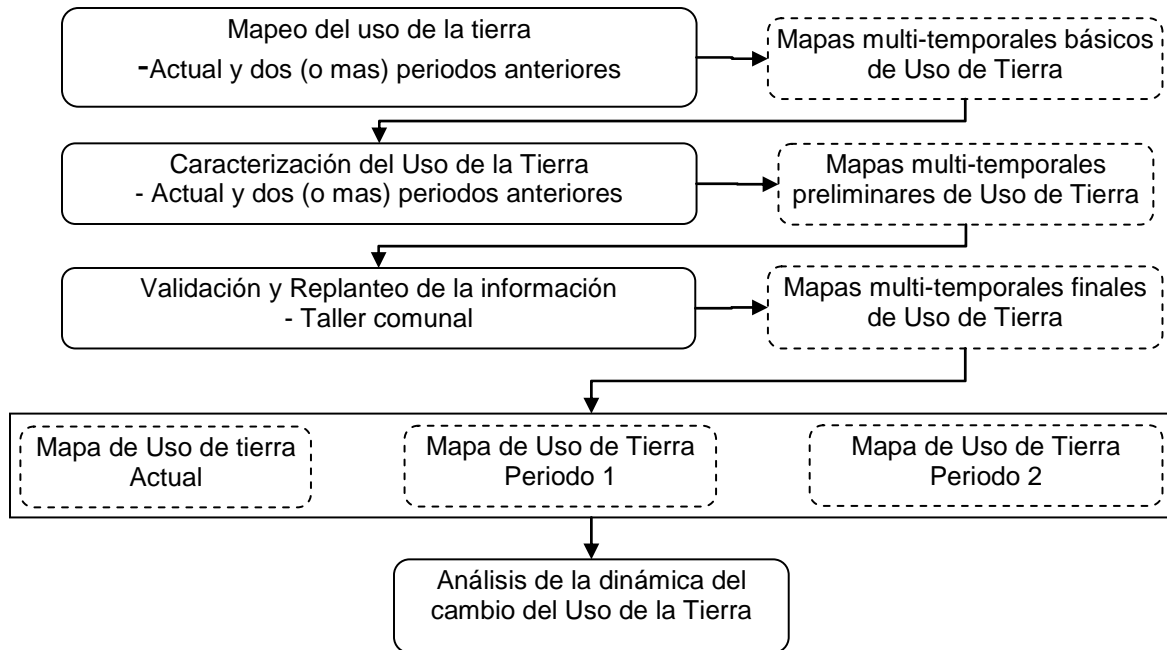 Mapeo del uso de la tierra
-Actual y dos (o mas) periodos anteriores
Mapas multi-temporales básicos
de Uso de Tierra
Caracterización del Uso de la Tierra
- Actual y dos (o mas) periodos anteriores
Mapas multi-temporales
preliminares de Uso de Tierra
Validación y Replanteo de la información
- Taller comunal
Mapas multi-temporales finales
de Uso de Tierra
Mapa de Uso de tierra
Actual
Mapa de Uso de Tierra
Periodo 1
Mapa de Uso de Tierra
Periodo 2
Análisis de la dinámica del
cambio del Uso de la Tierra